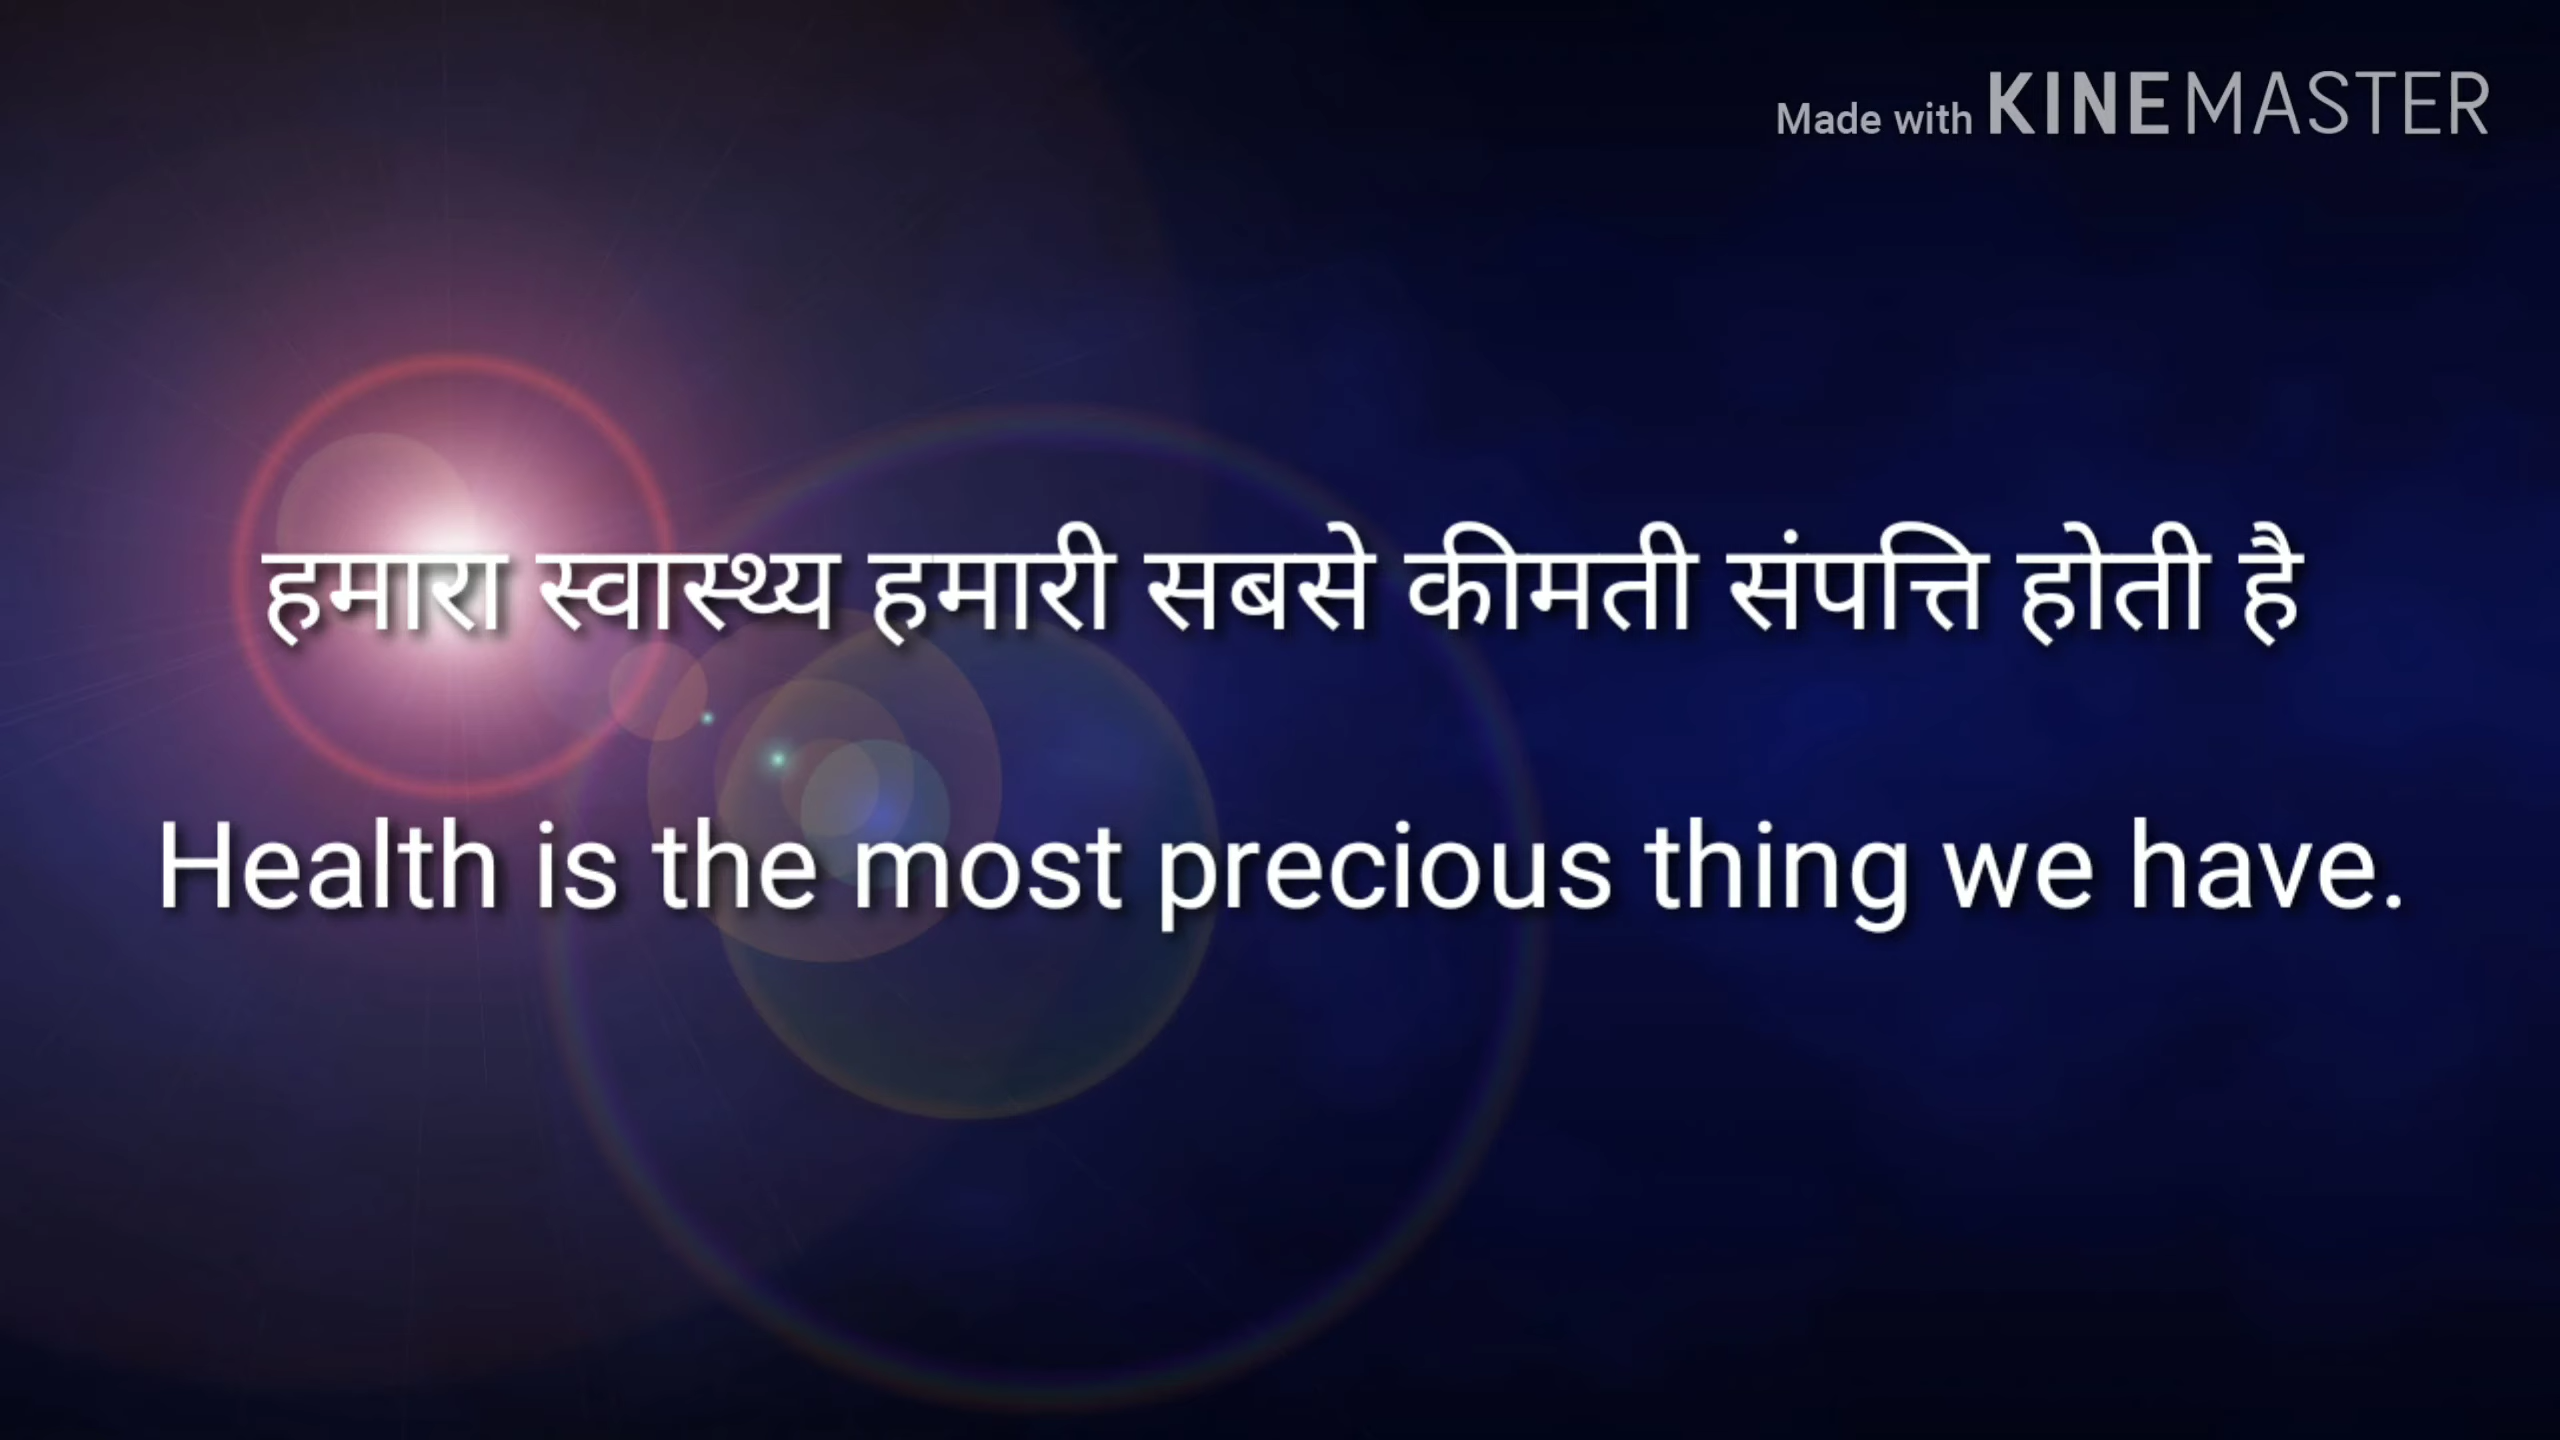 Made with KINEMASTER
हमारा स्वास्थ्य हमारी सबसे कीमती संपत्ति होती है
Health is the most precious thing we have.